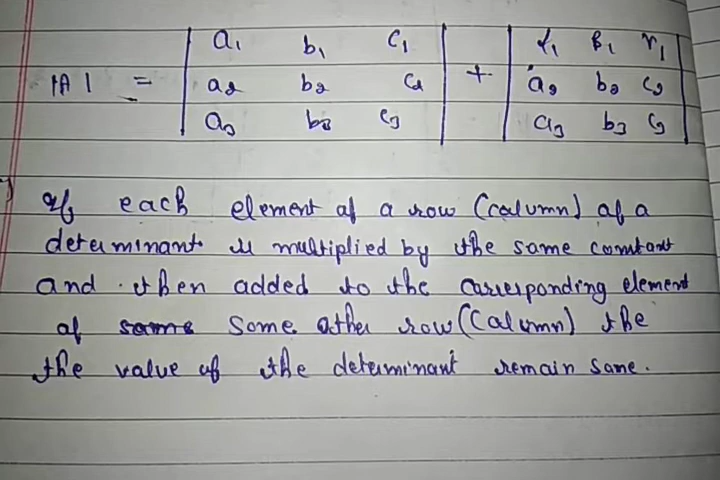 a1 b1 c1 α1 β1 γ1
|A| = a2 b2 c2 + a2 b2 c2
a3 b3 c3 a3 b3 c3
If each element of a row (column) of a
determinant is multiplied by the same constant
and then added to the corresponding element
of same some other row (column) the
the value of the determinant remain same.